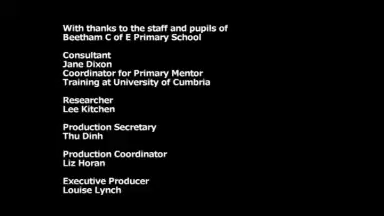 With thanks to the staff and pupils of
Beetham C of E Primary School
Consultant
Jane Dixon
Coordinator for Primary Mentor
Training at University of Cumbria
Researcher
Lee Kitchen
Production Secretary
Thu Dinh
Production Coordinator
Liz Horan
Executive Producer
Louise Lynch